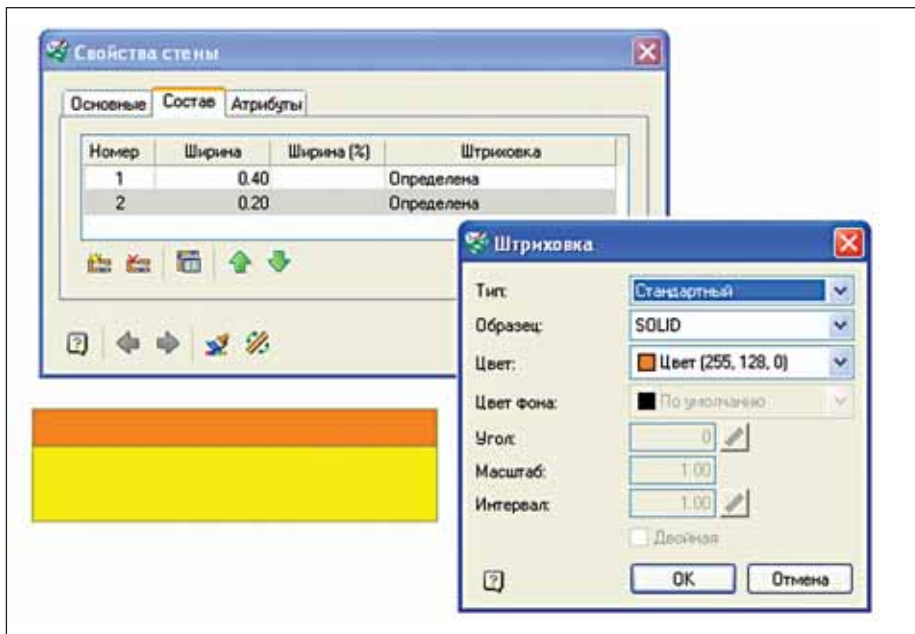 Свойства стены
Основные Состав Атрибуты
Номер Ширина Ширина (%) Штриховка
1 0.40 Определена
2 0.20 Определена
Штриховка
Тип: Стандартный
Образец: SOLID
Цвет: Цвет (255, 128, 0)
Цвет фона: По умолчанию
Угол: 0
Масштаб: 1.00
Интервал: 1.00
Двойная
OK Отмена